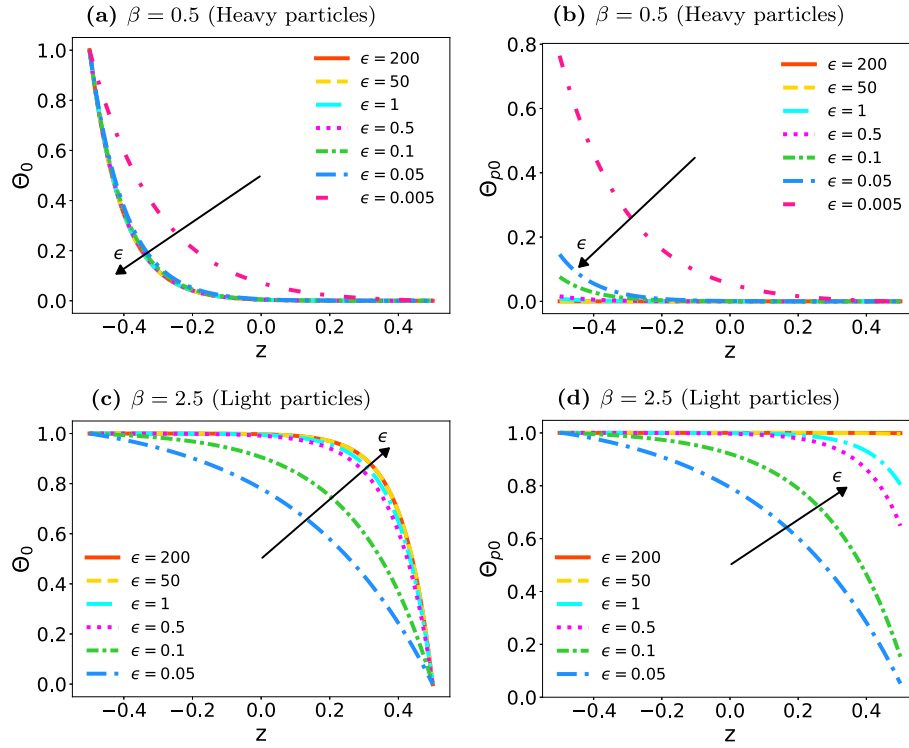 (a) β = 0.5 (Heavy particles)
1.0
0.8
0.6
0.4
0.2
0.0
Θ0
ϵ = 200
ϵ = 50
ϵ = 1
ϵ = 0.5
ϵ = 0.1
ϵ = 0.05
ϵ = 0.005
ϵ
−0.4 −0.2 0.0 0.2 0.4
z
(b) β = 0.5 (Heavy particles)
0.8
0.6
0.4
0.2
0.0
Θp0
ϵ = 200
ϵ = 50
ϵ = 1
ϵ = 0.5
ϵ = 0.1
ϵ = 0.05
ϵ = 0.005
ϵ
−0.4 −0.2 0.0 0.2 0.4
z
(c) β = 2.5 (Light particles)
1.0
0.8
0.6
0.4
0.2
0.0
Θ0
ϵ
ϵ = 200
ϵ = 50
ϵ = 1
ϵ = 0.5
ϵ = 0.1
ϵ = 0.05
−0.4 −0.2 0.0 0.2 0.4
z
(d) β = 2.5 (Light particles)
1.0
0.8
0.6
0.4
0.2
0.0
Θp0
ϵ
ϵ = 200
ϵ = 50
ϵ = 1
ϵ = 0.5
ϵ = 0.1
ϵ = 0.05
−0.4 −0.2 0.0 0.2 0.4
z